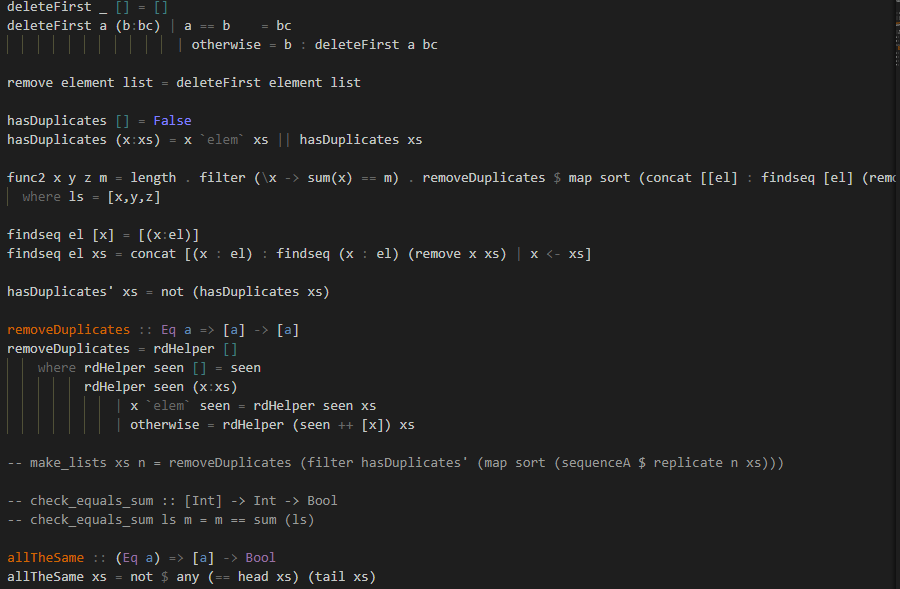 deleteFirst _ [] = []
deleteFirst a (b:bc) | a == b    = bc
                     | otherwise = b : deleteFirst a bc
remove element list = deleteFirst element list
hasDuplicates [] = False
hasDuplicates (x:xs) = x `elem` xs || hasDuplicates xs
func2 x y z m = length . filter (\x -> sum(x) == m) . removeDuplicates $ map sort (concat [[el] : findseq [el] (remo
  where ls = [x,y,z]
findseq el [x] = [(x:el)]
findseq el xs = concat [(x : el) : findseq (x : el) (remove x xs) | x <- xs]
hasDuplicates' xs = not (hasDuplicates xs)
removeDuplicates :: Eq a => [a] -> [a]
removeDuplicates = rdHelper []
    where rdHelper seen [] = seen
          rdHelper seen (x:xs)
              | x `elem` seen = rdHelper seen xs
              | otherwise = rdHelper (seen ++ [x]) xs
-- make_lists xs n = removeDuplicates (filter hasDuplicates' (map sort (sequenceA $ replicate n xs)))
-- check_equals_sum :: [Int] -> Int -> Bool
-- check_equals_sum ls m = m == sum (ls)
allTheSame :: (Eq a) => [a] -> Bool
allTheSame xs = not $ any (== head xs) (tail xs)